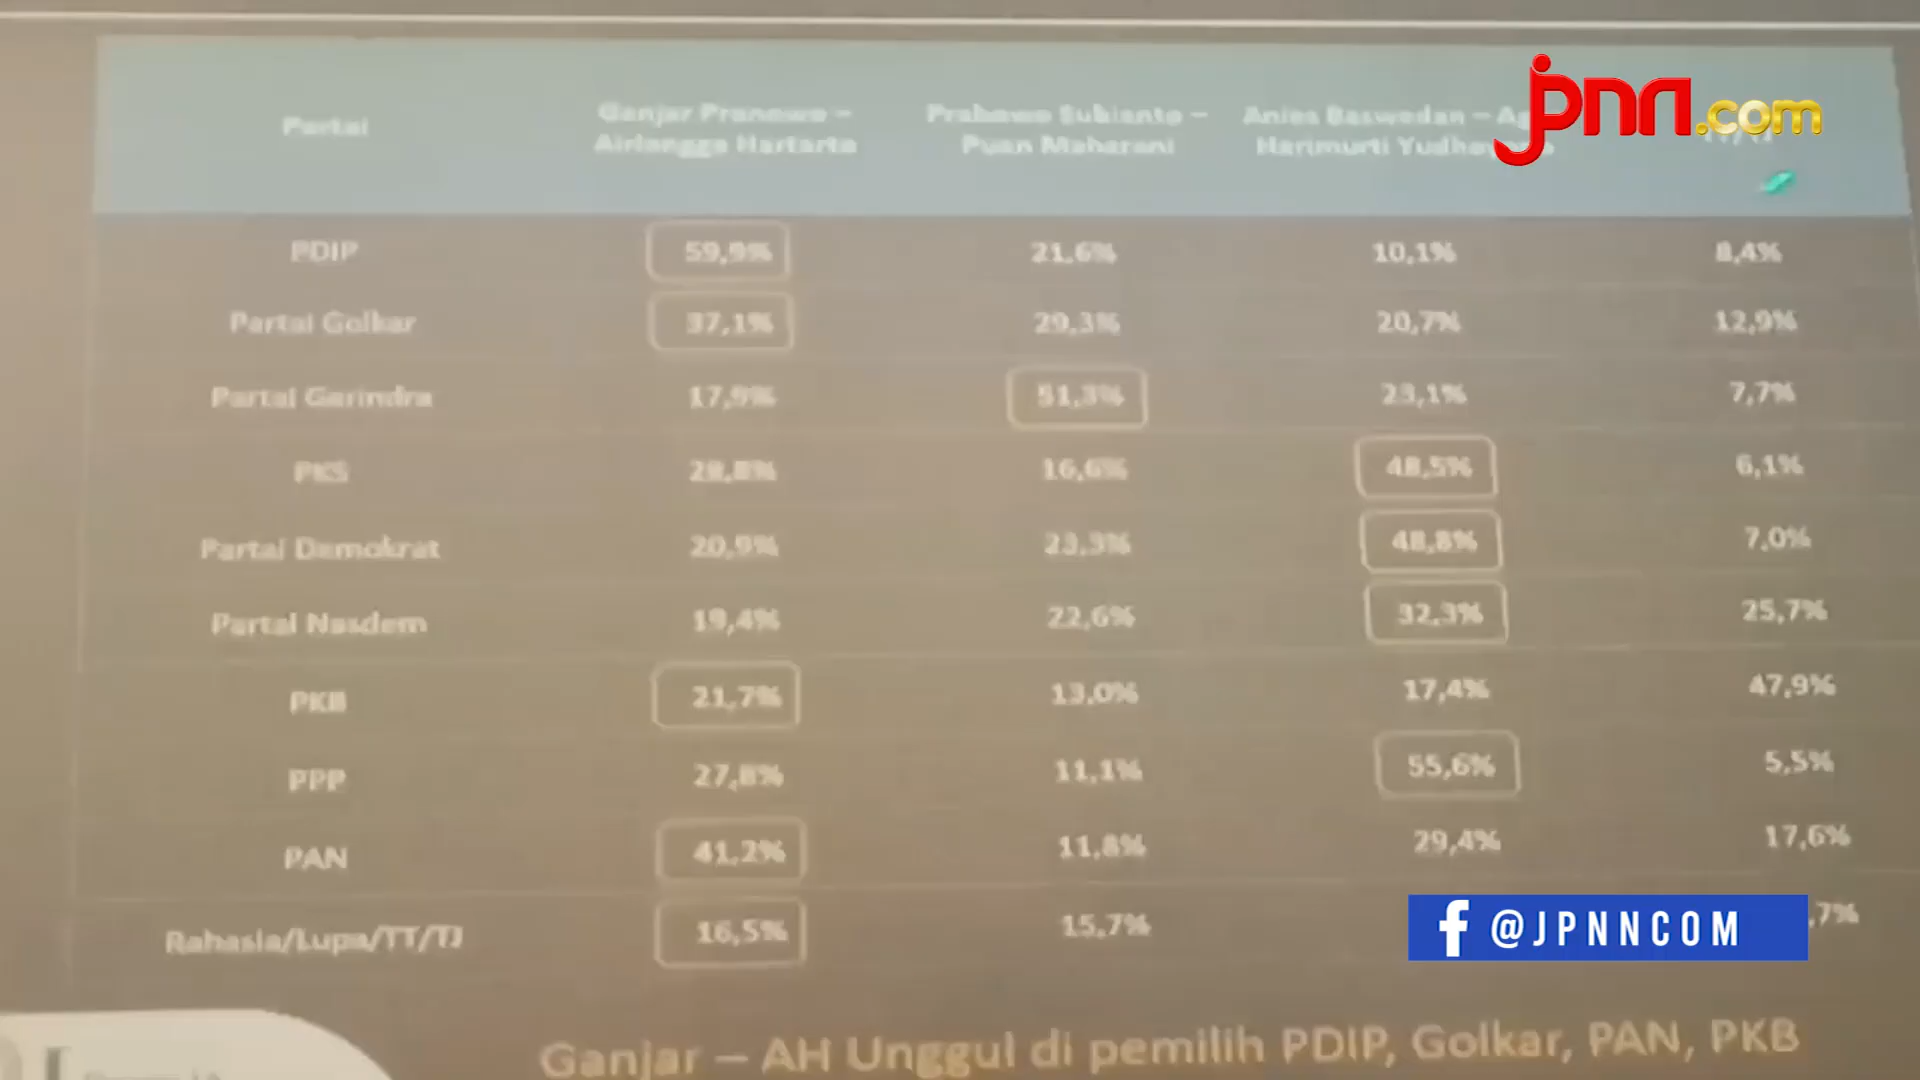 jpnn.com
Partai
Ganjar Pranowo –
Airlangga Hartarto
Prabowo Subianto –
Puan Maharani
Anies Baswedan –
Harimurti
PDIP 59,9% 21,6% 10,1% 8,4%
Partai Golkar 37,1% 29,3% 20,7% 12,9%
Partai Gerindra 17,9% 51,3% 23,1% 7,7%
PKS 28,8% 16,6% 48,5% 6,1%
Partai Demokrat 20,9% 23,3% 48,8% 7,0%
Partai Nasdem 19,4% 22,6% 32,3% 25,7%
PKB 21,7% 13,0% 17,4% 47,9%
PPP 27,8% 11,1% 55,6% 5,5%
PAN 41,2% 11,8% 29,4% 17,6%
Rahasia/Lupa/TT/TJ 16,5% 15,7% ,7%
@JPNNCOM
Ganjar – AH Unggul di pemilih PDIP, Golkar, PAN, PKB